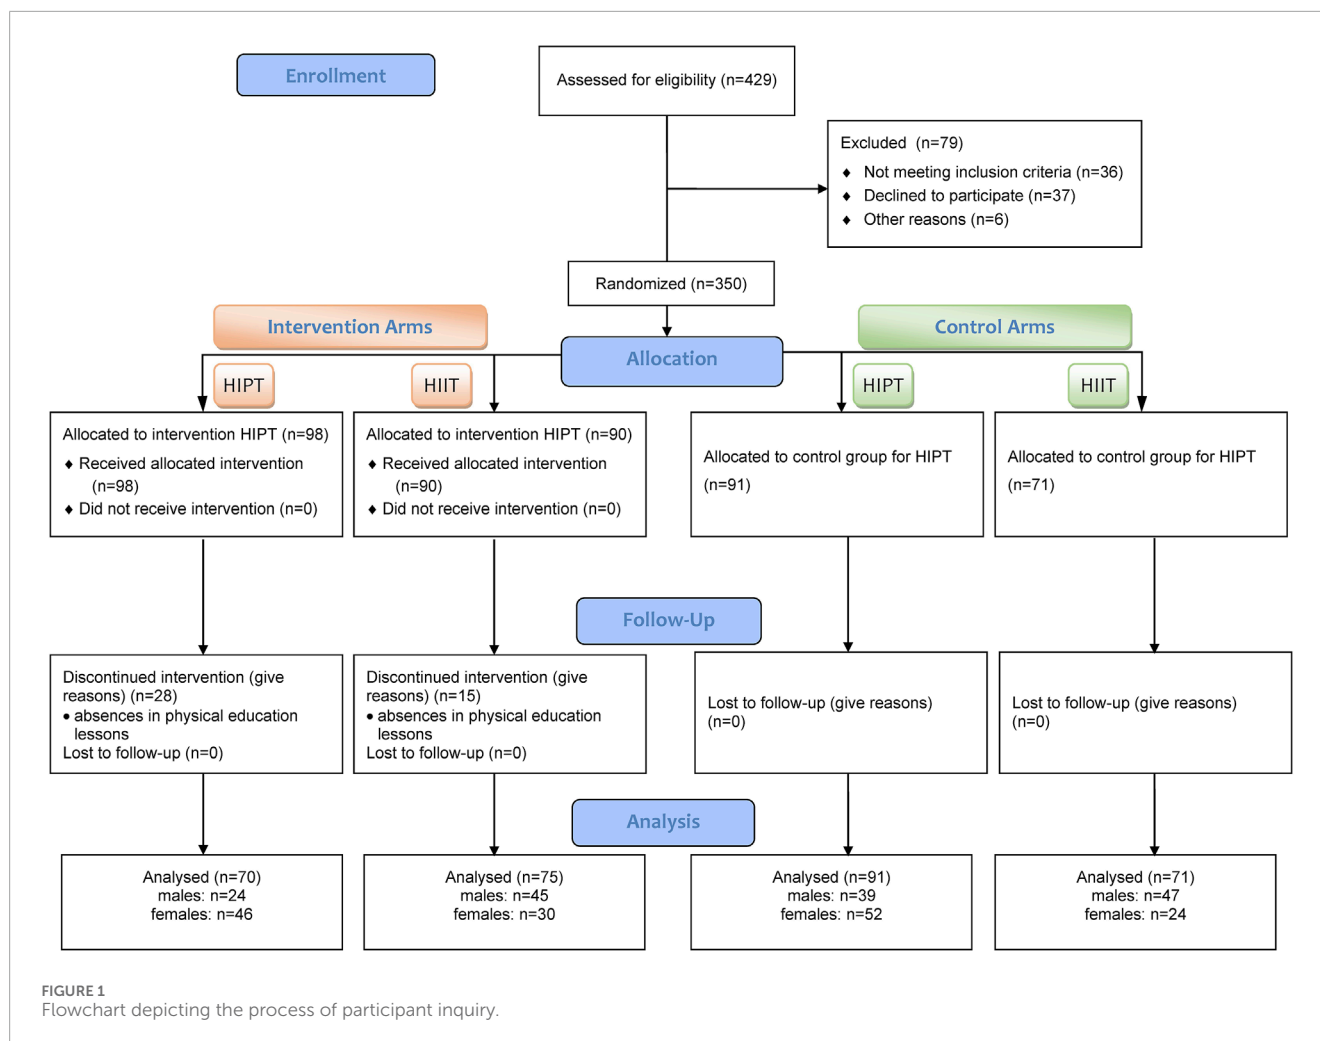 Enrollment
Assessed for eligibility (n=429)
Excluded (n=79)
♦ Not meeting inclusion criteria (n=36)
♦ Declined to participate (n=37)
♦ Other reasons (n=6)
Randomized (n=350)
Intervention Arms
Control Arms
Allocation
HIPT
HIIT
HIPT
HIIT
Allocated to intervention HIPT (n=98)
♦ Received allocated intervention
(n=98)
♦ Did not receive intervention (n=0)
Allocated to intervention HIPT (n=90)
♦ Received allocated intervention
(n=90)
♦ Did not receive intervention (n=0)
Allocated to control group for HIPT
(n=91)
Allocated to control group for HIPT
(n=71)
Follow-Up
Discontinued intervention (give
reasons) (n=28)
• absences in physical education
lessons
Lost to follow-up (n=0)
Discontinued intervention (give
reasons) (n=15)
• absences in physical education
lessons
Lost to follow-up (n=0)
Lost to follow-up (give reasons)
(n=0)
Lost to follow-up (give reasons)
(n=0)
Analysis
Analysed (n=70)
males: n=24
females: n=46
Analysed (n=75)
males: n=45
females: n=30
Analysed (n=91)
males: n=39
females: n=52
Analysed (n=71)
males: n=47
females: n=24
FIGURE 1
Flowchart depicting the process of participant inquiry.